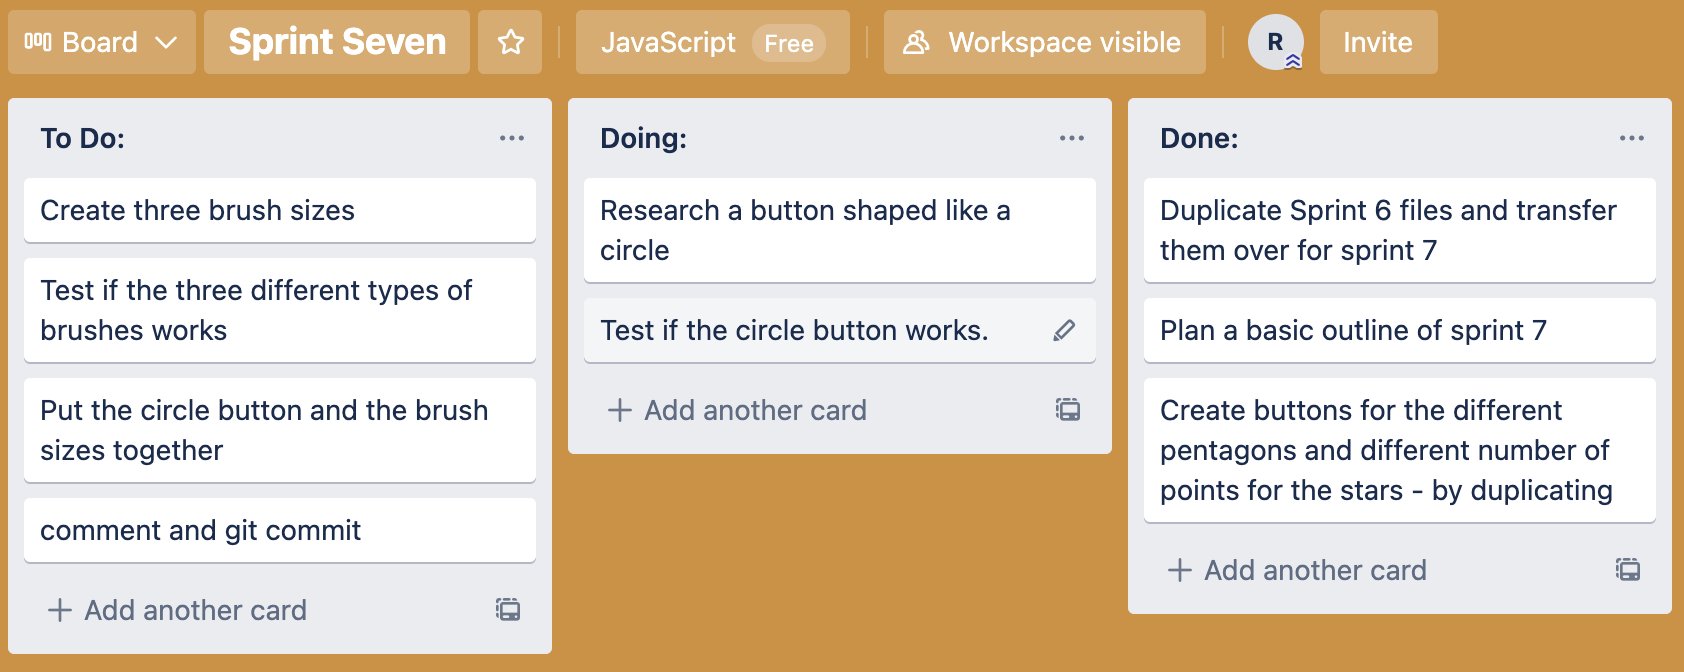 Board
Sprint Seven
JavaScript Free
Workspace visible
R
Invite
To Do:
Create three brush sizes
Test if the three different types of
brushes works
Put the circle button and the brush
sizes together
comment and git commit
Add another card
Doing:
Research a button shaped like a
circle
Test if the circle button works.
Add another card
Done:
Duplicate Sprint 6 files and transfer
them over for sprint 7
Plan a basic outline of sprint 7
Create buttons for the different
pentagons and different number of
points for the stars - by duplicating
Add another card